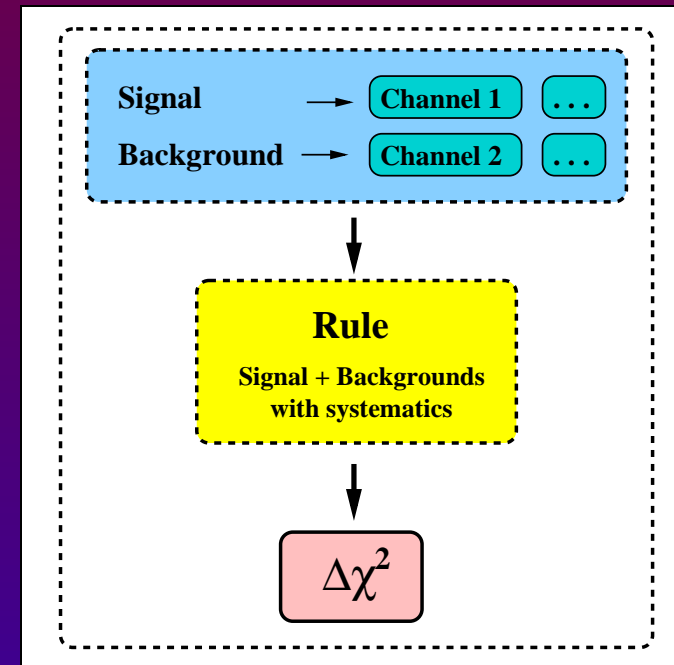 Signal → Channel 1 ...
Background → Channel 2 ...
Rule
Signal + Backgrounds
with systematics
Δχ²